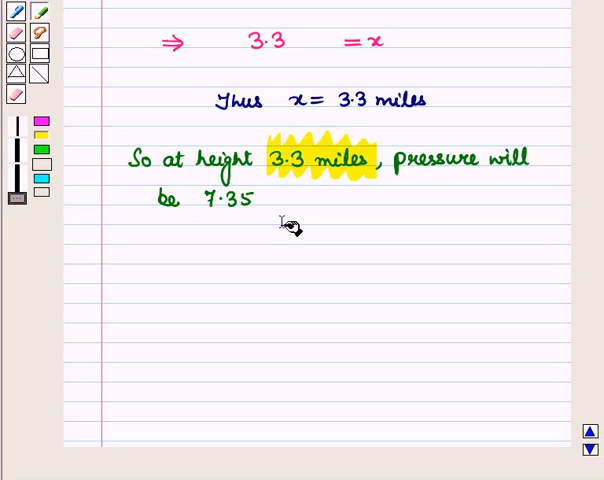 ⇒ 3.3 = x
Thus x = 3.3 miles
So at height 3.3 miles, pressure will
be 7.35